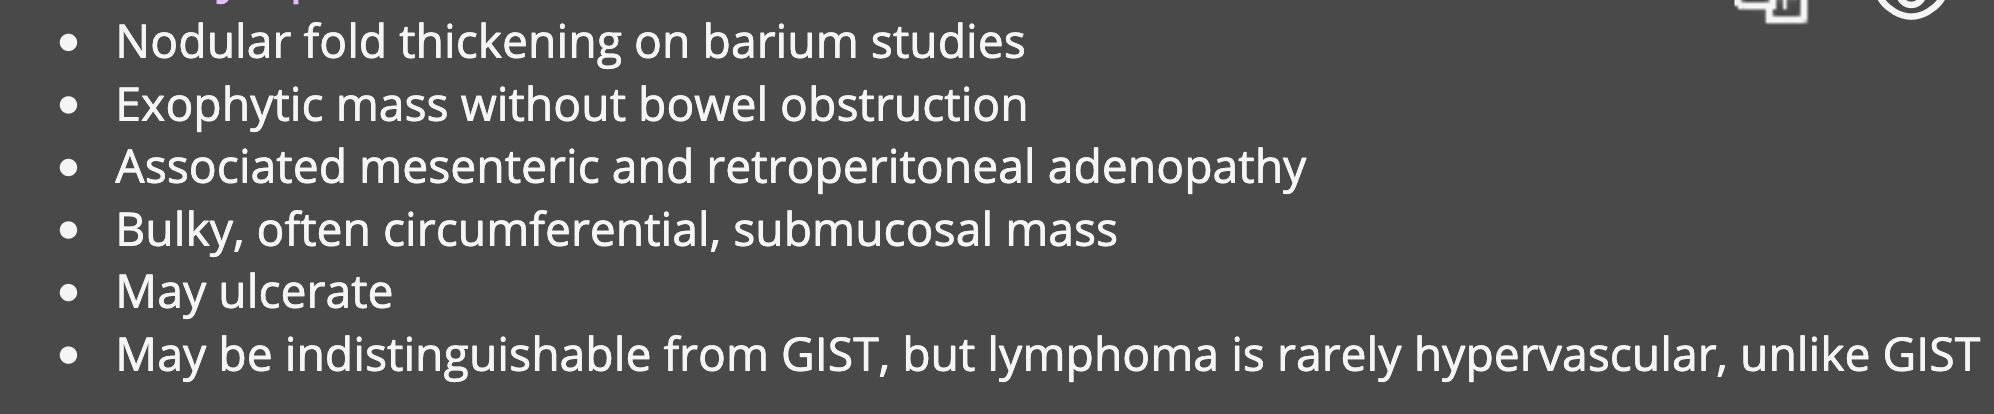 • Nodular fold thickening on barium studies
• Exophytic mass without bowel obstruction
• Associated mesenteric and retroperitoneal adenopathy
• Bulky, often circumferential, submucosal mass
• May ulcerate
• May be indistinguishable from GIST, but lymphoma is rarely hypervascular, unlike GIST